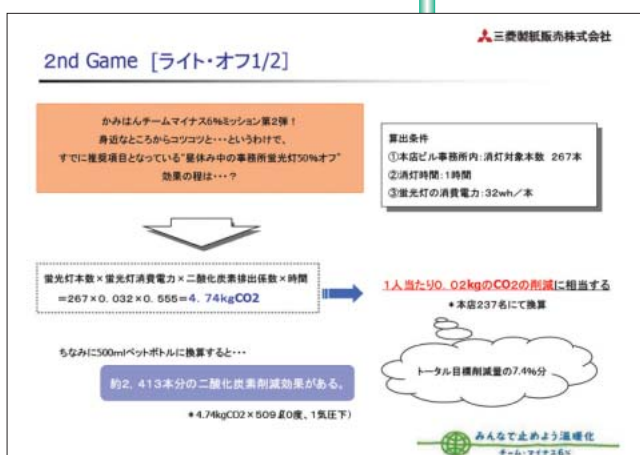 三菱製紙販売株式会社
2nd Game [ライト・オフ1/2]
かみはんチームマイナス6%ミッション第2弾！
身近なところからコツコツと・・・というわけで、
すでに推奨項目となっている"昼休み中の事務所蛍光灯50%オフ"
効果の程は・・・？
算出条件
①本店ビル事務所内:消灯対象本数 267本
②消灯時間:1時間
③蛍光灯の消費電力:32wh／本
蛍光灯本数×蛍光灯消費電力×二酸化炭素排出係数×時間
＝267×0．032×0．555＝4．74kgCO2
1人当たり0．02kgのCO2の削減に相当する
＊本店237名にて換算
トータル目標削減量の7.4%分
ちなみに500mlペットボトルに換算すると・・・
約2，413本分の二酸化炭素削減効果がある。
＊4.74kgCO2×509ℓ0度、1気圧下）
みんなで止めよう温暖化
チーム・マイナス6%